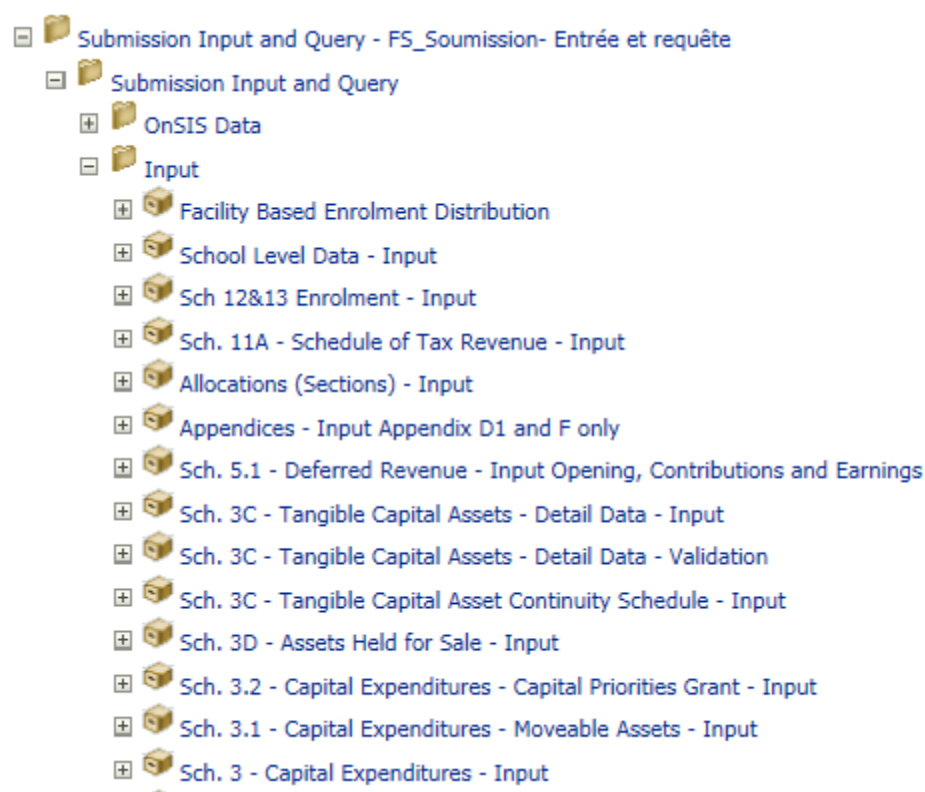 Submission Input and Query - FS_Soumission- Entrée et requête
Submission Input and Query
OnSIS Data
Input
Facility Based Enrolment Distribution
School Level Data - Input
Sch 12&13 Enrolment - Input
Sch. 11A - Schedule of Tax Revenue - Input
Allocations (Sections) - Input
Appendices - Input Appendix D1 and F only
Sch. 5.1 - Deferred Revenue - Input Opening, Contributions and Earnings
Sch. 3C - Tangible Capital Assets - Detail Data - Input
Sch. 3C - Tangible Capital Assets - Detail Data - Validation
Sch. 3C - Tangible Capital Asset Continuity Schedule - Input
Sch. 3D - Assets Held for Sale - Input
Sch. 3.2 - Capital Expenditures - Capital Priorities Grant - Input
Sch. 3.1 - Capital Expenditures - Moveable Assets - Input
Sch. 3 - Capital Expenditures - Input